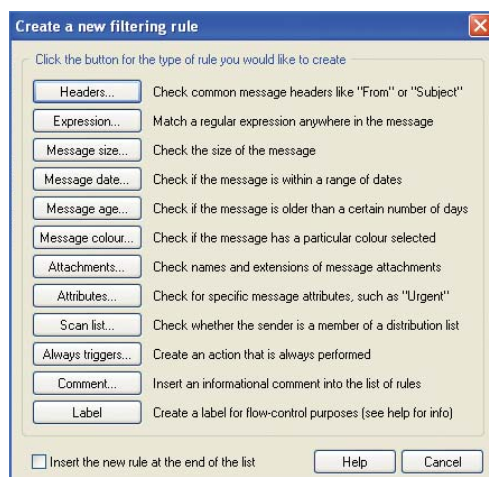 Create a new filtering rule
Click the button for the type of rule you would like to create
Headers... Check common message headers like "From" or "Subject"
Expression... Match a regular expression anywhere in the message
Message size... Check the size of the message
Message date... Check if the message is within a range of dates
Message age... Check if the message is older than a certain number of days
Message colour... Check if the message has a particular colour selected
Attachments... Check names and extensions of message attachments
Attributes... Check for specific message attributes, such as "Urgent"
Scan list... Check whether the sender is a member of a distribution list
Always triggers... Create an action that is always performed
Comment... Insert an informational comment into the list of rules
Label Create a label for flow-control purposes (see help for info)
Insert the new rule at the end of the list Help Cancel